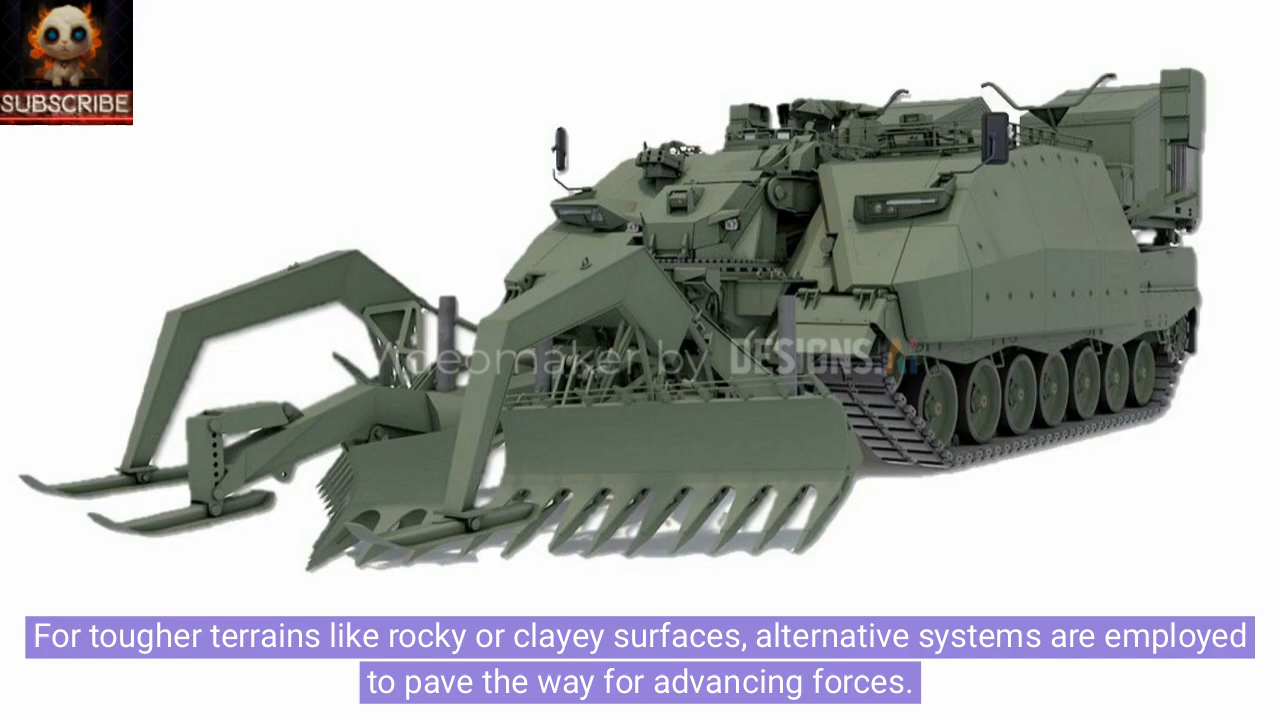 SUBSCRIBE
Videomaker by DESIGNS.AI
For tougher terrains like rocky or clayey surfaces, alternative systems are employed
to pave the way for advancing forces.